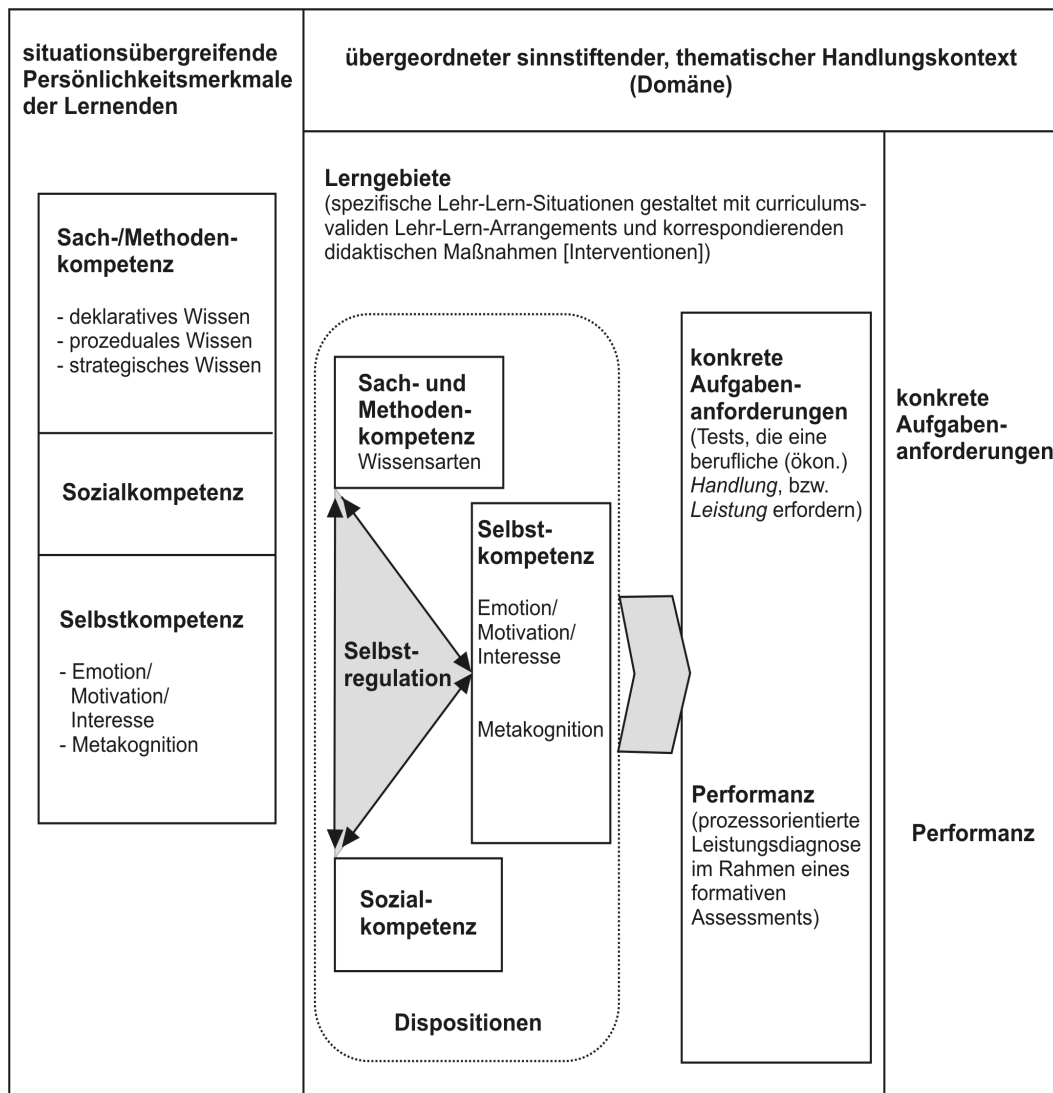 situationsübergreifende
Persönlichkeitsmerkmale
der Lernenden
übergeordneter sinnstiftender, thematischer Handlungskontext
(Domäne)
Sach-/Methoden-
kompetenz
- deklaratives Wissen
- prozeduales Wissen
- strategisches Wissen
Sozialkompetenz
Selbstkompetenz
- Emotion/
Motivation/
Interesse
- Metakognition
Lerngebiete
(spezifische Lehr-Lern-Situationen gestaltet mit curriculums-
validen Lehr-Lern-Arrangements und korrespondierenden
didaktischen Maßnahmen [Interventionen])
Sach- und
Methoden-
kompetenz
Wissensarten
Selbst-
kompetenz
Emotion/
Motivation/
Interesse
Metakognition
Selbst-
regulation
Sozial-
kompetenz
Dispositionen
konkrete
Aufgaben-
anforderungen
(Tests, die eine
berufliche (ökon.)
Handlung, bzw.
Leistung erfordern)
Performanz
(prozessorientierte
Leistungsdiagnose
im Rahmen eines
formativen
Assessments)
konkrete
Aufgaben-
anforderungen
Performanz